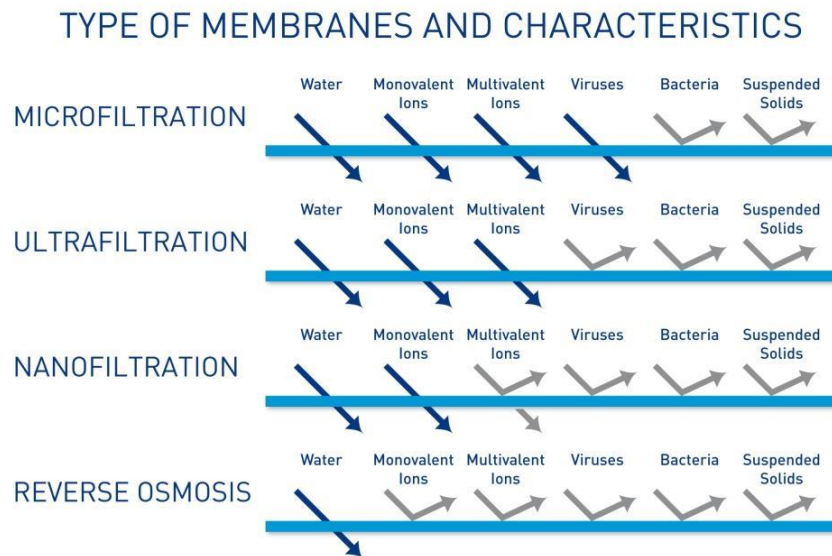 TYPE OF MEMBRANES AND CHARACTERISTICS
MICROFILTRATION
Water
Monovalent
Ions
Multivalent
Ions
Viruses
Bacteria
Suspended
Solids
ULTRAFILTRATION
Water
Monovalent
Ions
Multivalent
Ions
Viruses
Bacteria
Suspended
Solids
NANOFILTRATION
Water
Monovalent
Ions
Multivalent
Ions
Viruses
Bacteria
Suspended
Solids
REVERSE OSMOSIS
Water
Monovalent
Ions
Multivalent
Ions
Viruses
Bacteria
Suspended
Solids